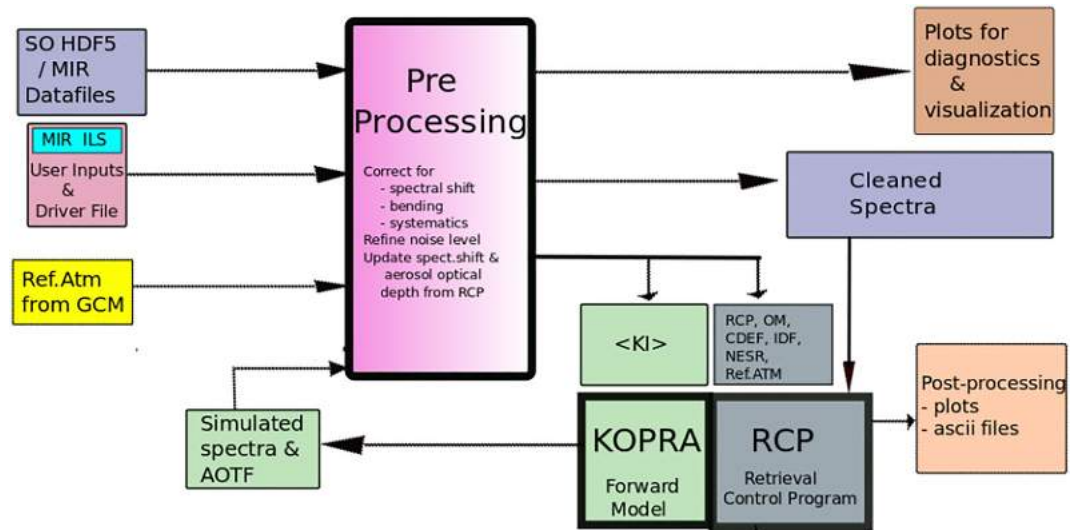 SO HDF5
/ MIR
Datafiles
MIR ILS
User Inputs
&
Driver File
Ref.Atm
from GCM
Pre
Processing
Correct for
- spectral shift
- bending
- systematics
Refine noise level
Update spect.shift &
aerosol optical
depth from RCP
Plots for
diagnostics
&
visualization
Cleaned
Spectra
<KI>
RCP, OM,
CDEF, IDF,
NESR,
Ref.ATM
Simulated
spectra &
AOTF
KOPRA
Forward
Model
RCP
Retrieval
Control Program
Post-processing
- plots
- ascii files